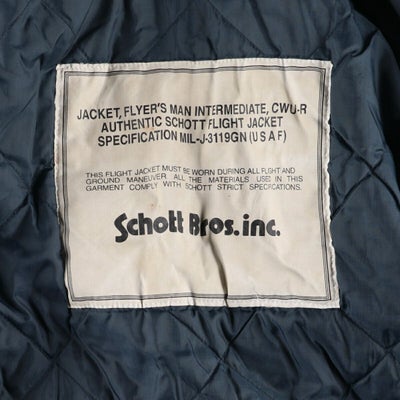 JACKET, FLYER'S MAN INTERMEDIATE, CWU-R
AUTHENTIC SCHOTT FLIGHT JACKET
SPECIFICATION MIL-J-3119GN (U S A F)
THIS FLIGHT JACKET MUST BE WORN DURING ALL FLIGHT AND
GROUND MANEUVER ALL THE MATERIALS USE IN THIS
GARMENT COMPLY WITH SCHOTT STRICT SPECIFICATIONS.
Schott Bros.inc.